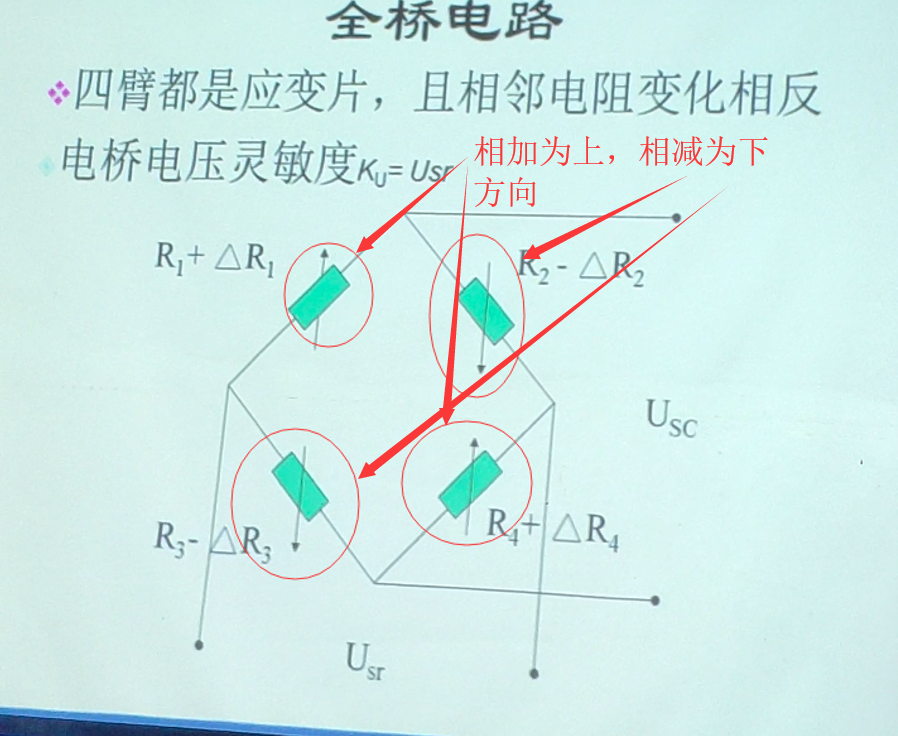 全桥电路
四臂都是应变片，且相邻电阻变化相反
电桥电压灵敏度K_U= Usr
相加为上，相减为下
方向
R₁+ △R₁
R₂- △R₂
U_SC
R₃- △R₃
R₄+ △R₄
U_sr